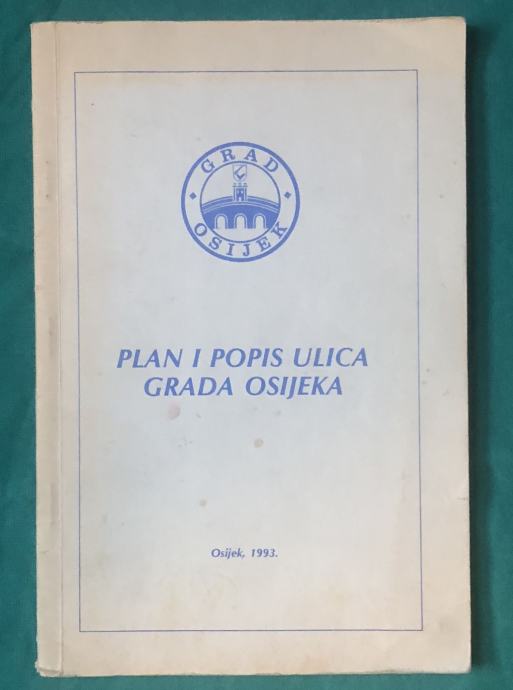 GRAD
OSIJEK
PLAN I POPIS ULICA
GRADA OSIJEKA
Osijek, 1993.